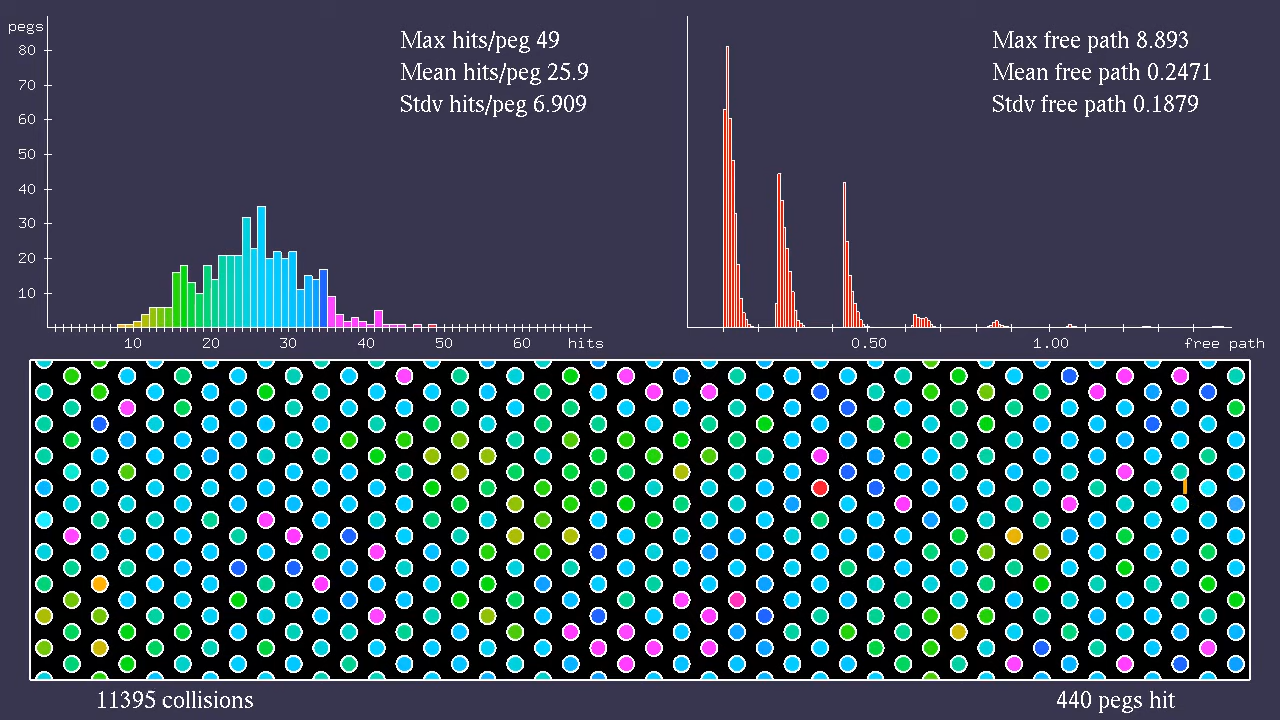 pegs
80
70
60
50
40
30
20
10
10 20 30 40 50 60 hits
Max hits/peg 49
Mean hits/peg 25.9
Stdv hits/peg 6.909
Max free path 8.893
Mean free path 0.2471
Stdv free path 0.1879
0.50 1.00 free path
11395 collisions
440 pegs hit